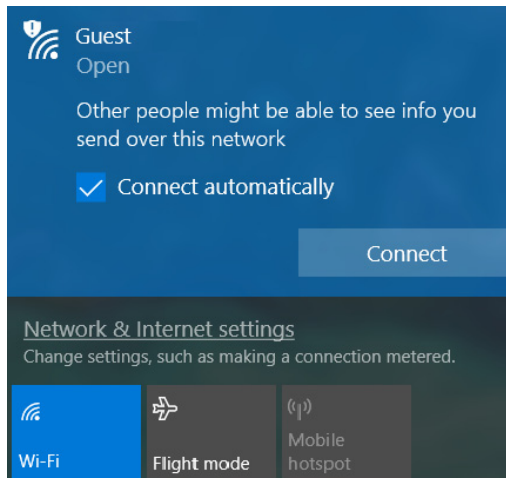 Guest
Open
Other people might be able to see info you
send over this network
Connect automatically
Connect
Network & Internet settings
Change settings, such as making a connection metered.
Wi-Fi
Flight mode
Mobile
hotspot